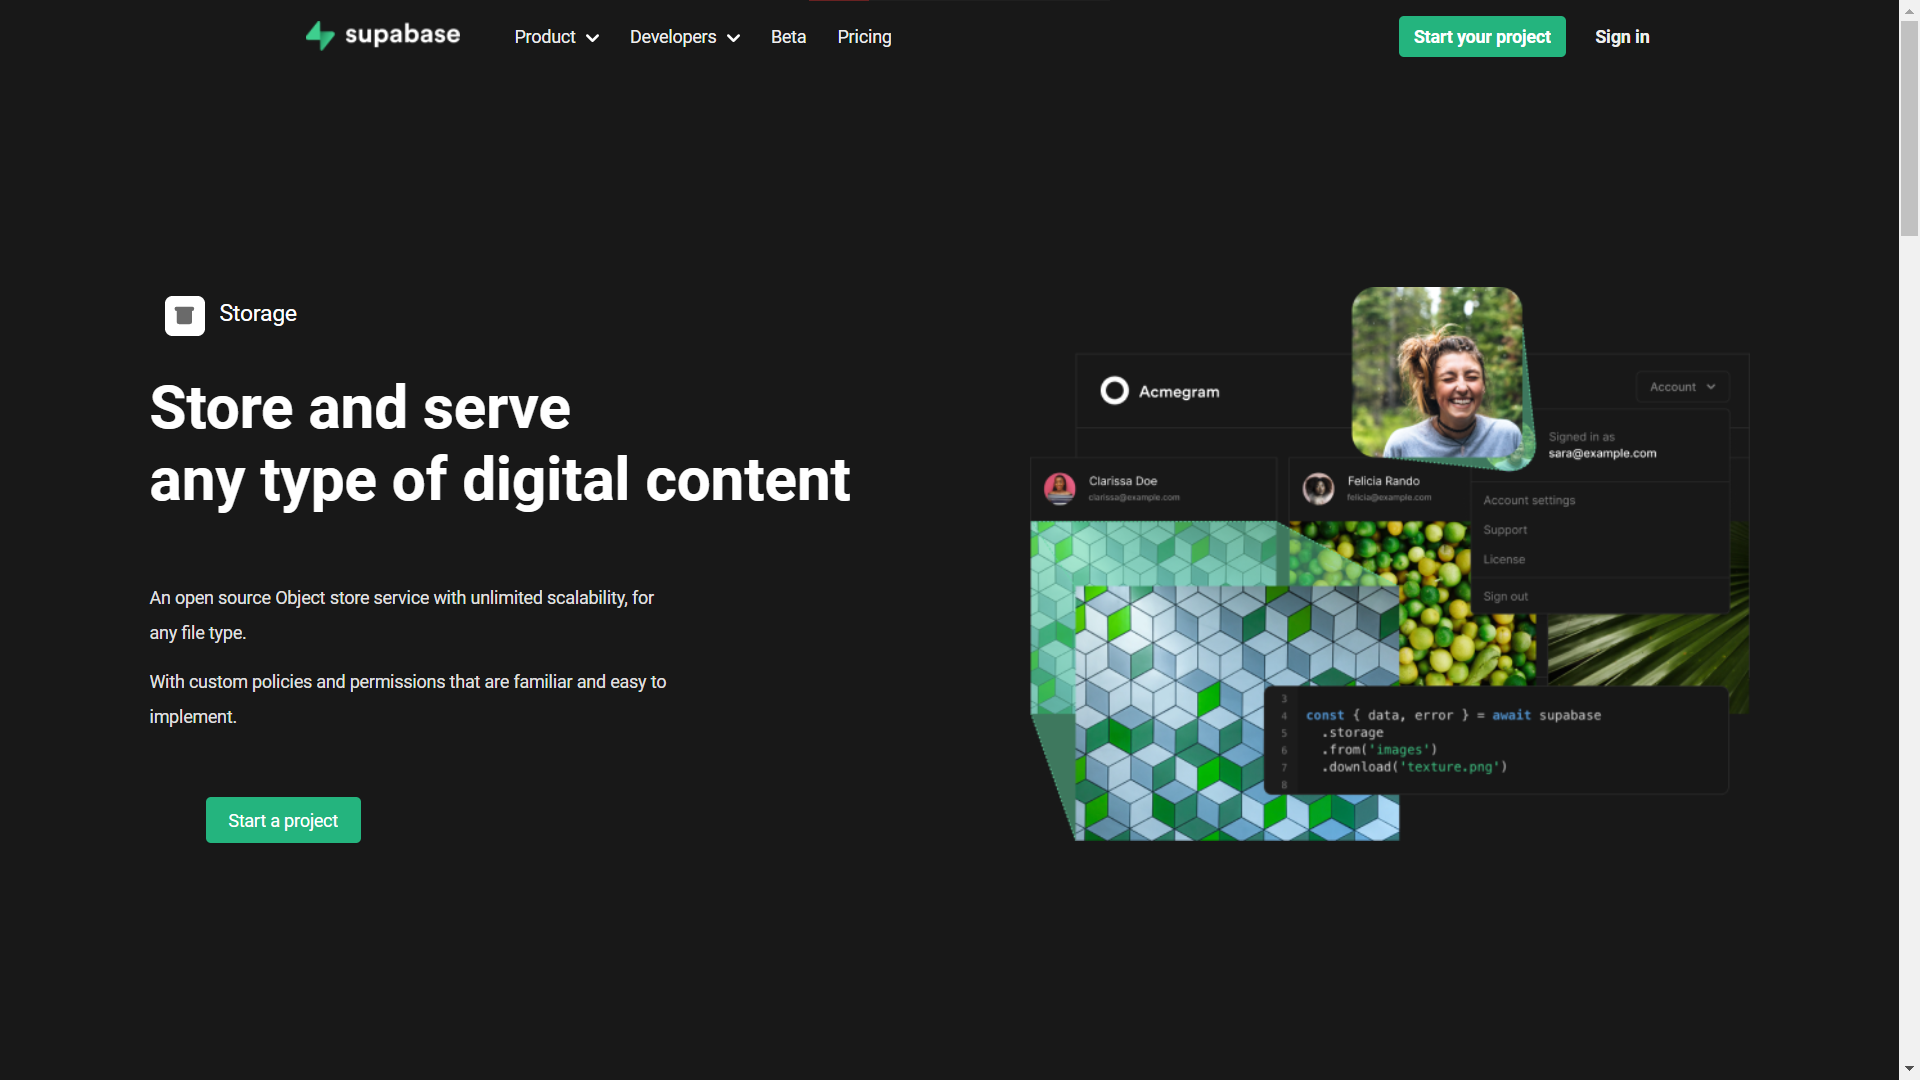 supabase
Product
Developers
Beta
Pricing
Start your project
Sign in
Storage
Store and serve
any type of digital content
An open source Object store service with unlimited scalability, for
any file type.
With custom policies and permissions that are familiar and easy to
implement.
Start a project
Acmegram
Account
Signed in as
sara@example.com
Account settings
Support
License
Sign out
Clarissa Doe
clarissa@example.com
Felicia Rando
felicia@example.com
3
4 const { data, error } = await supabase
5 .storage
6 .from('images')
7 .download('texture.png')
8